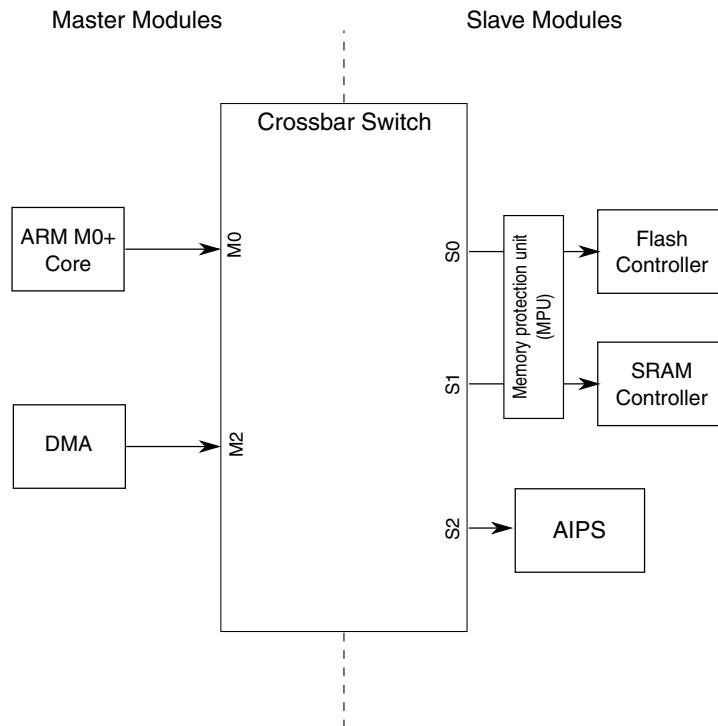 Master Modules
Slave Modules
Crossbar Switch
ARM M0+
Core
M0
S0
Memory protection unit
(MPU)
Flash
Controller
S1
SRAM
Controller
DMA
M2
S2
AIPS